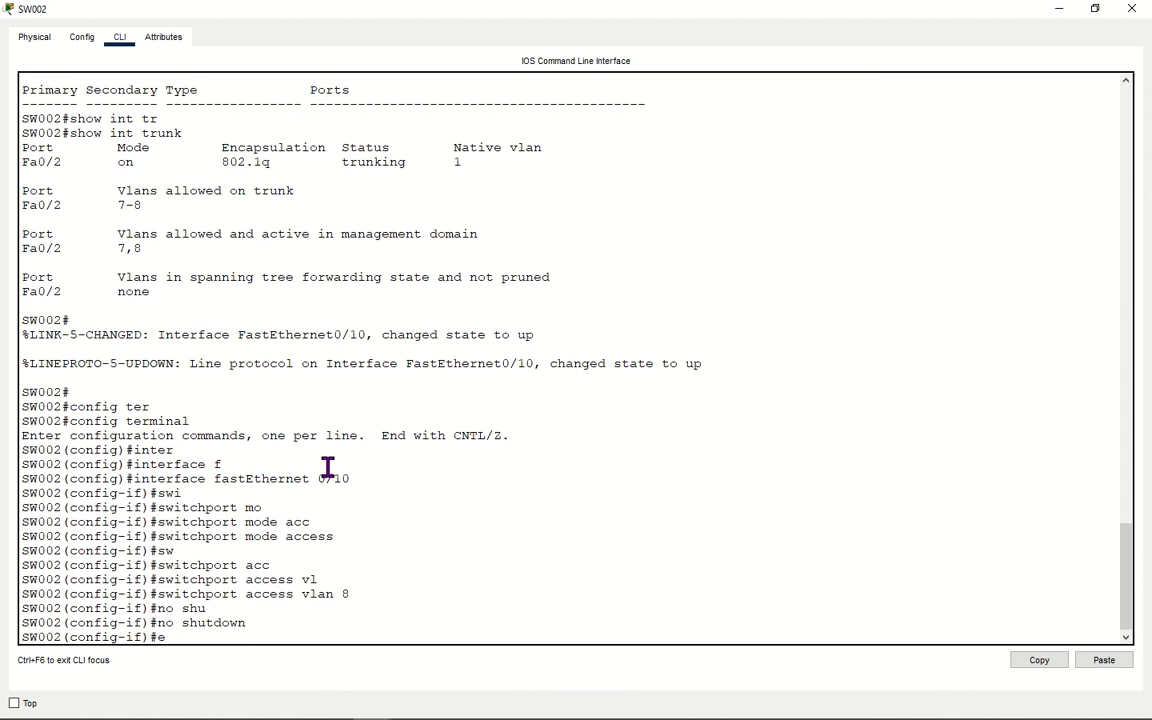 SW002
Physical Config CLI Attributes
IOS Command Line Interface
Primary Secondary Type Ports
------- --------- ----------------- ------------------------------------------
SW002#show int tr
SW002#show int trunk
Port Mode Encapsulation Status Native vlan
Fa0/2 on 802.1q trunking 1
Port Vlans allowed on trunk
Fa0/2 7-8
Port Vlans allowed and active in management domain
Fa0/2 7,8
Port Vlans in spanning tree forwarding state and not pruned
Fa0/2 none
SW002#
%LINK-5-CHANGED: Interface FastEthernet0/10, changed state to up
%LINEPROTO-5-UPDOWN: Line protocol on Interface FastEthernet0/10, changed state to up
SW002#
SW002#config ter
SW002#config terminal
Enter configuration commands, one per line. End with CNTL/Z.
SW002(config)#inter
SW002(config)#interface f
SW002(config)#interface fastEthernet 0/10
SW002(config-if)#swi
SW002(config-if)#switchport mo
SW002(config-if)#switchport mode acc
SW002(config-if)#switchport mode access
SW002(config-if)#sw
SW002(config-if)#switchport acc
SW002(config-if)#switchport access vl
SW002(config-if)#switchport access vlan 8
SW002(config-if)#no shu
SW002(config-if)#no shutdown
SW002(config-if)#e
Ctrl+F6 to exit CLI focus
Copy Paste
Top